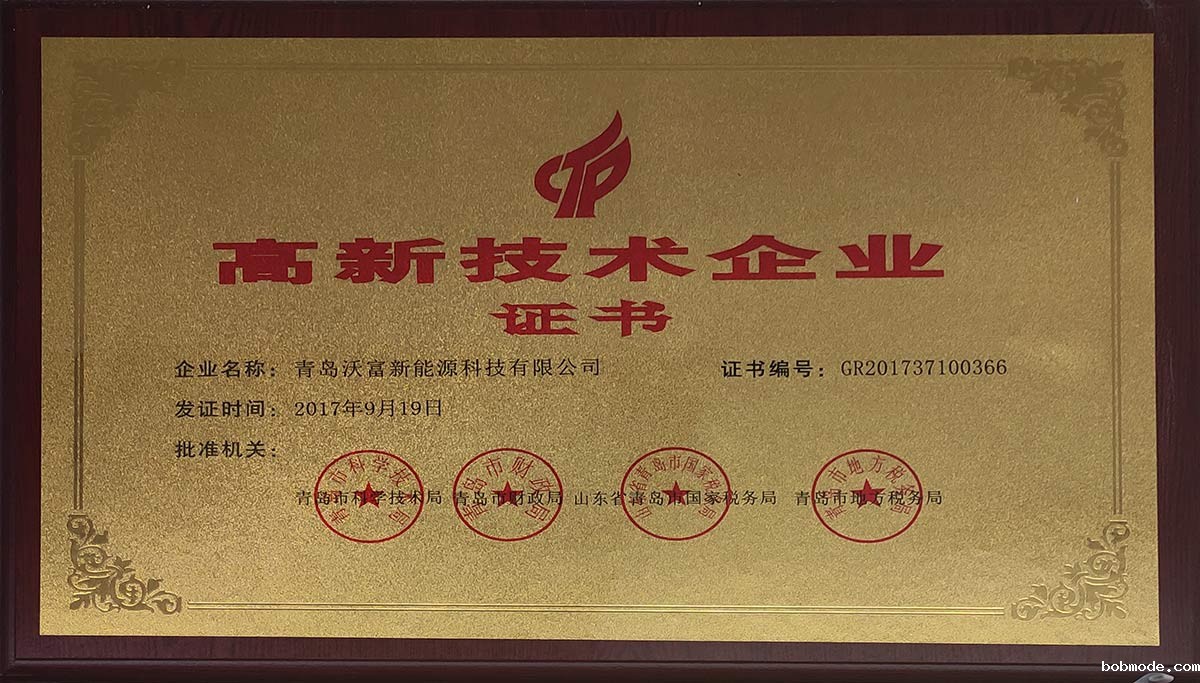 高新技术企业
证书
企业名称：青岛沃富新能源科技有限公司 证书编号：GR201737100366
发证时间：2017年9月19日
批准机关：
青岛市科学技术局 青岛市财政局 山东省青岛市国家税务局 青岛市地方税务局
bobmode.com